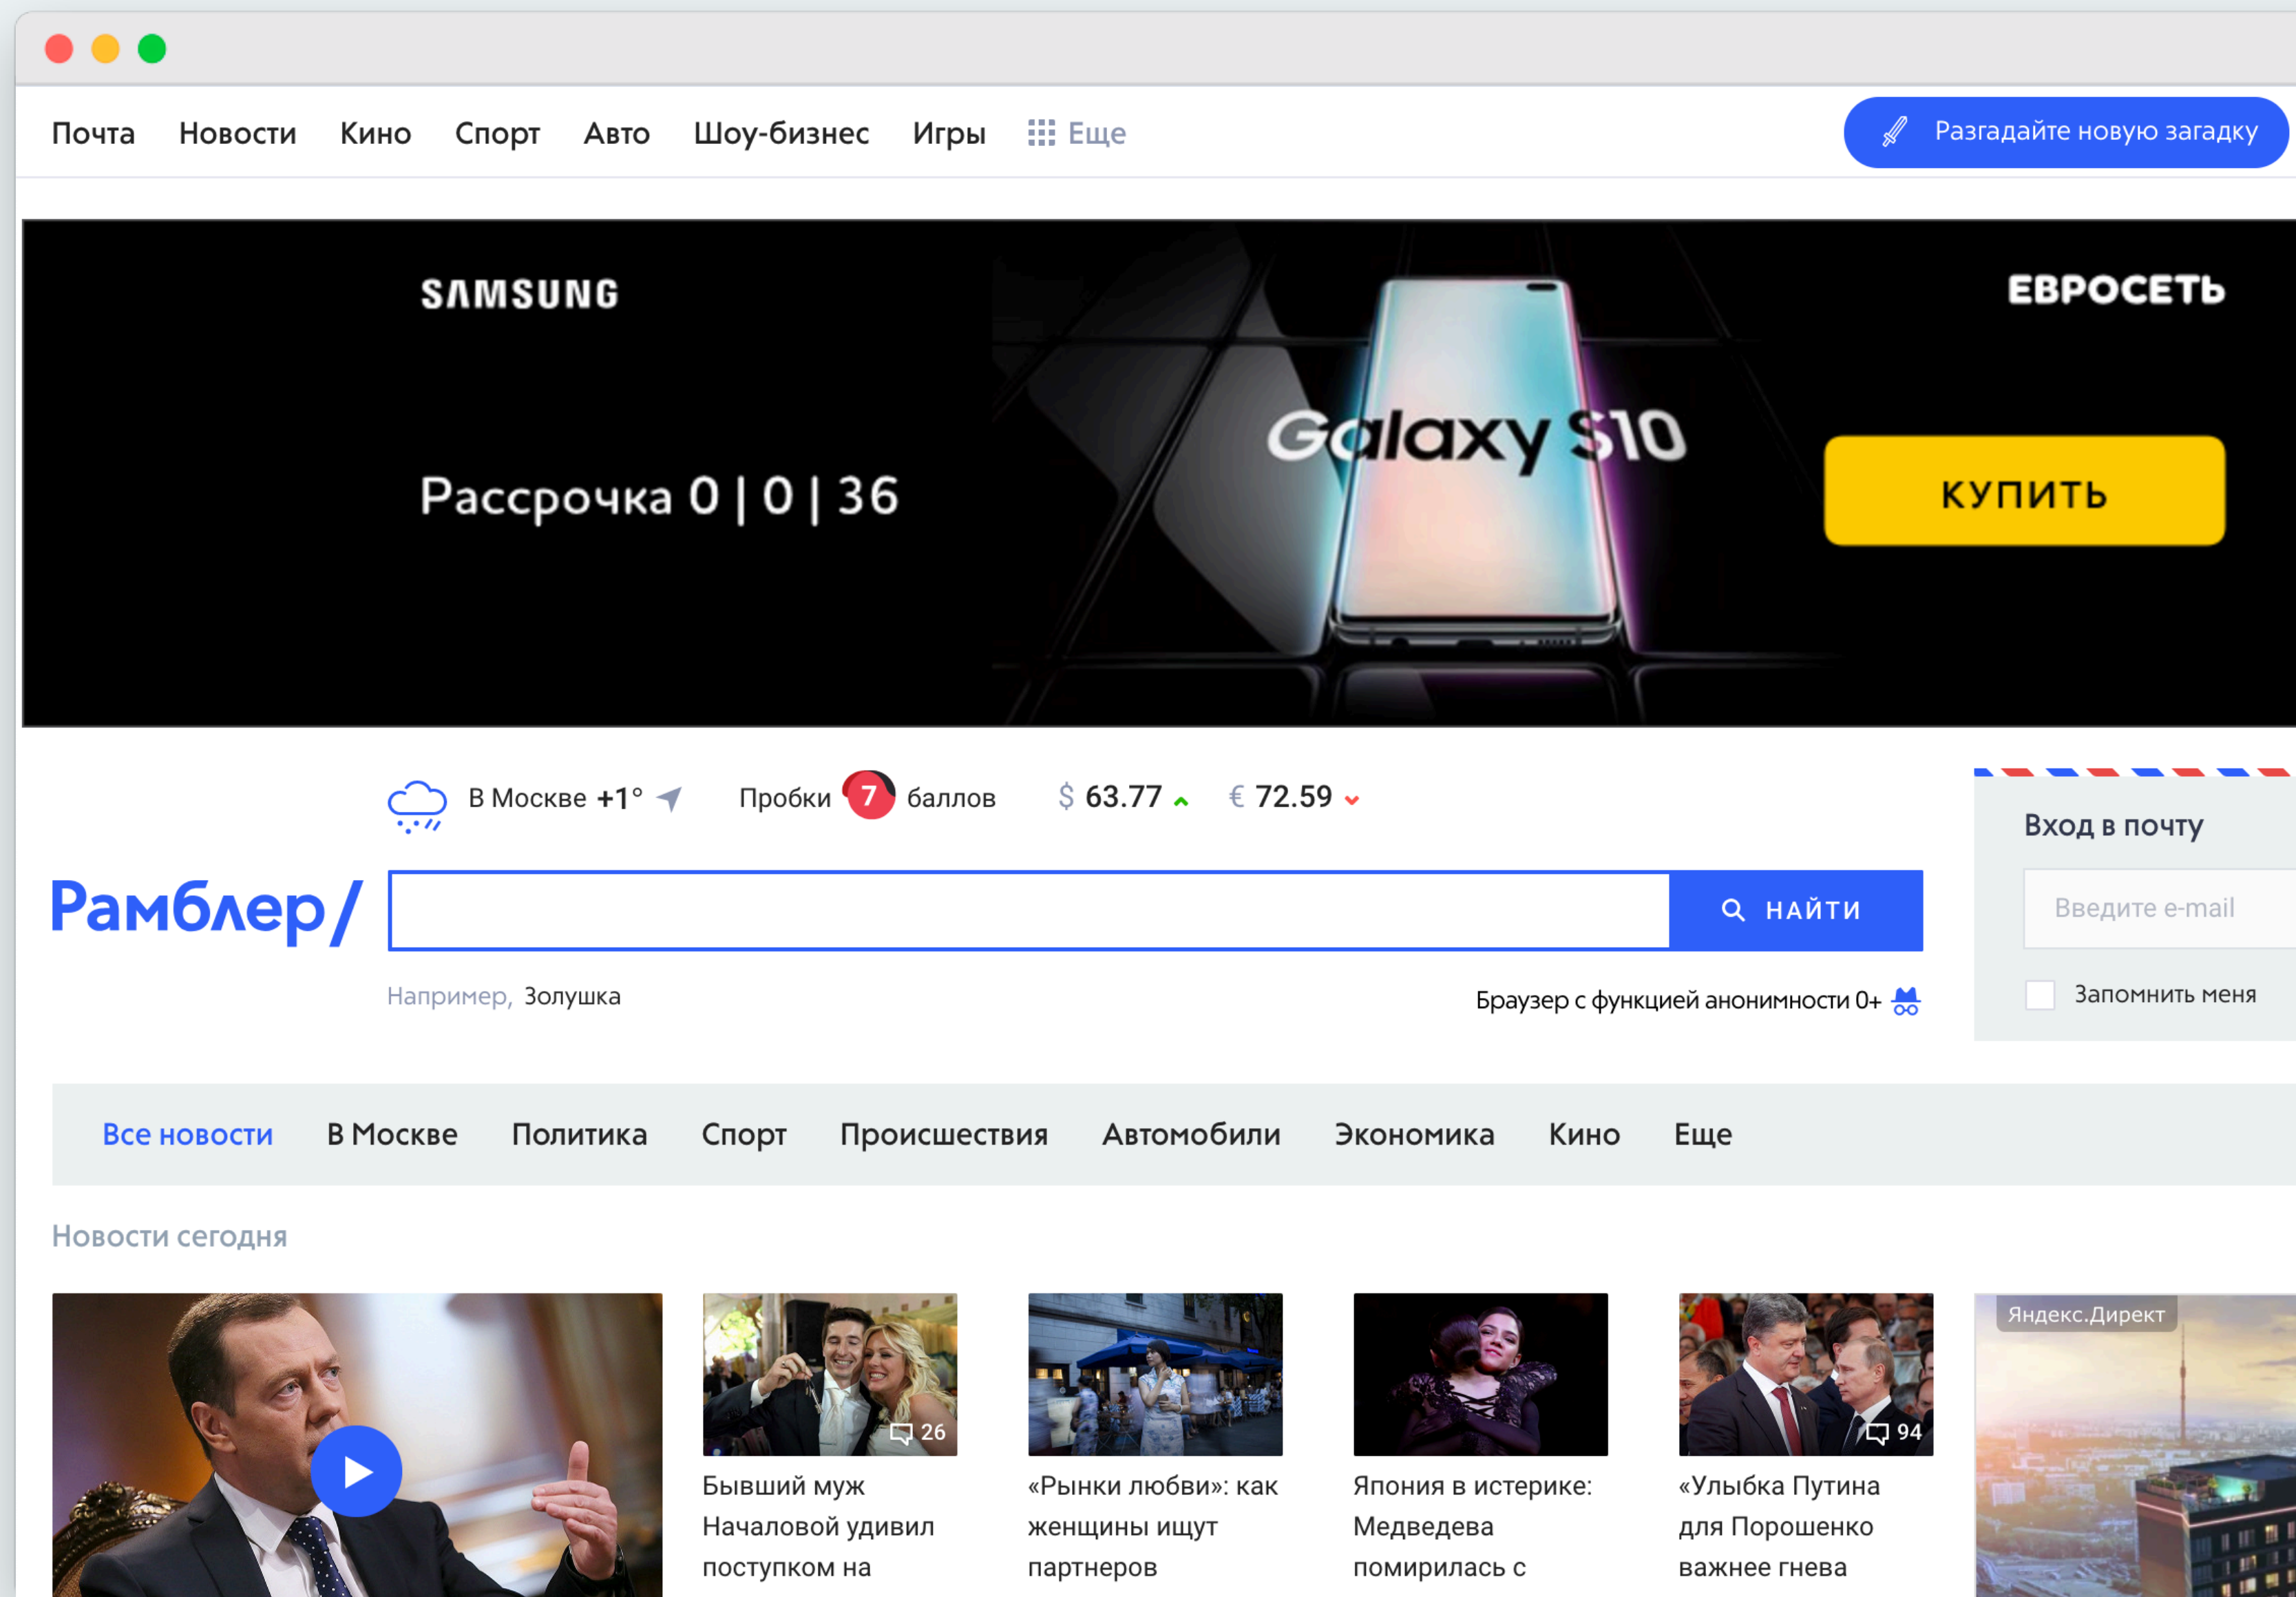 Почта Новости Кино Спорт Авто Шоу-бизнес Игры Еще Разгадайте новую загадку
SAMSUNG
ЕВРОСЕТЬ
Galaxy S10
Рассрочка 0 | 0 | 36
КУПИТЬ
В Москве +1° Пробки 7 баллов $ 63.77 € 72.59
Рамблер/
НАЙТИ
Например, Золушка
Браузер с функцией анонимности 0+
Вход в почту
Введите e-mail
Запомнить меня
Все новости В Москве Политика Спорт Происшествия Автомобили Экономика Кино Еще
Новости сегодня
26
Бывший муж
Началовой удивил
поступком на
«Рынки любви»: как
женщины ищут
партнеров
Япония в истерике:
Медведева
помирилась с
94
«Улыбка Путина
для Порошенко
важнее гнева
Яндекс.Директ